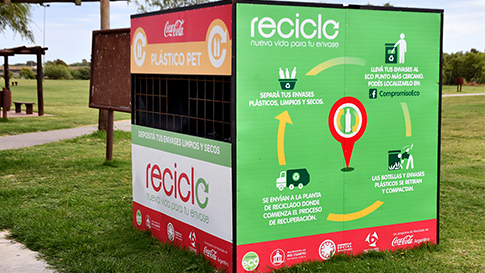 Coca-Cola
PLÁSTICO PET
DEPOSITÁ TUS ENVASES LIMPIOS Y SECOS
reciclo
nueva vida para tu envase
Coca-Cola
reciclo
nueva vida para tu envase
LLEVÁ TUS ENVASES AL
ECO PUNTO MÁS CERCANO.
PODÉS LOCALIZARLO EN
CompromisoEco
SEPARÁ TUS ENVASES
PLÁSTICOS, LIMPIOS Y SECOS.
LAS BOTELLAS Y ENVASES
PLÁSTICOS SE RETIRAN
Y COMPACTAN.
SE ENVÍAN A LA PLANTA
DE RECICLADO DONDE
COMIENZA EL PROCESO
DE RECUPERACIÓN.
Coca-Cola